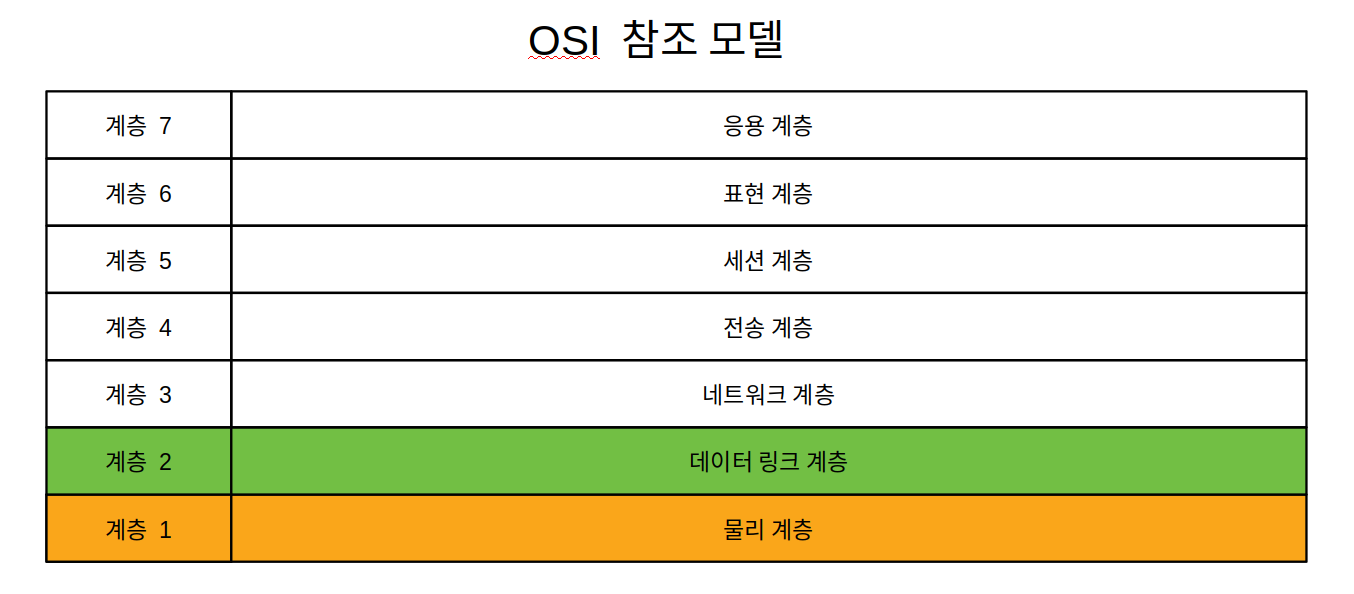 OSI 참조 모델
계층 7 응용 계층
계층 6 표현 계층
계층 5 세션 계층
계층 4 전송 계층
계층 3 네트워크 계층
계층 2 데이터 링크 계층
계층 1 물리 계층